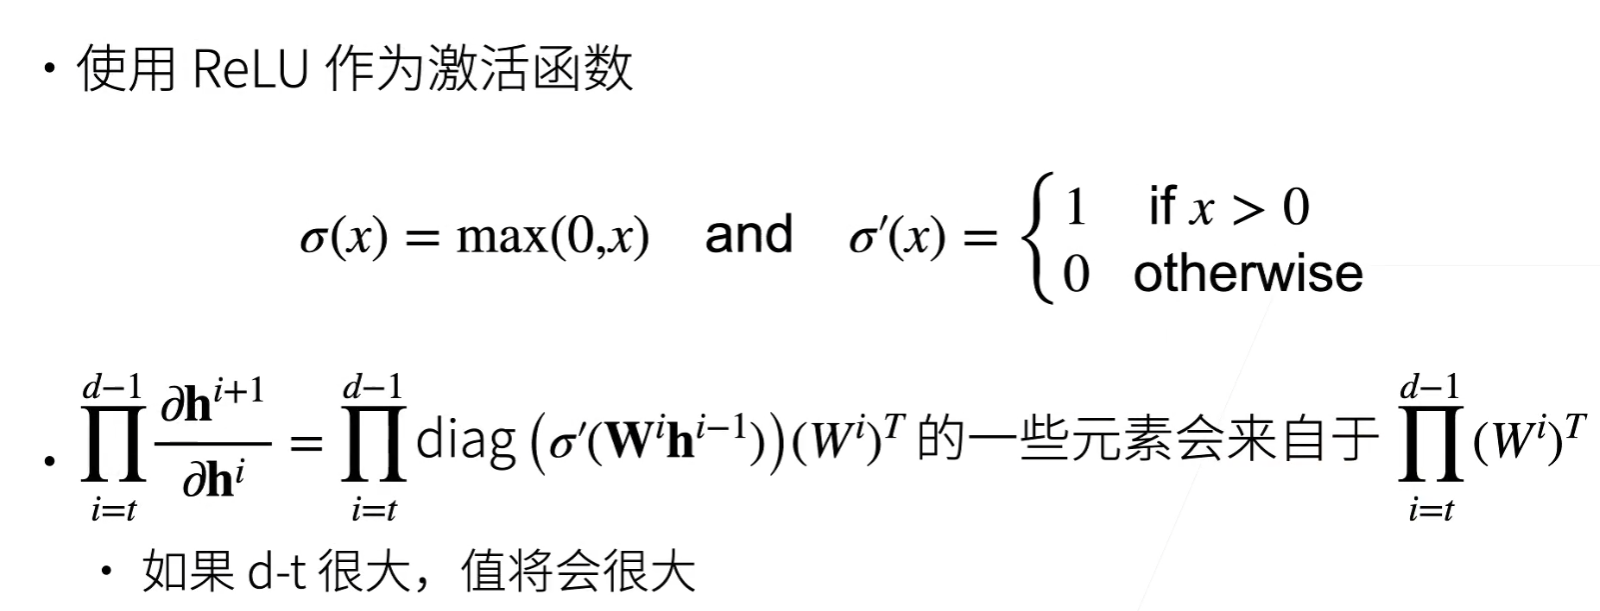 • 使用 ReLU 作为激活函数
σ(x) = max(0,x) and σ′(x) = { 1 if x > 0
0 otherwise
• ∏_{i=t}^{d−1} ∂𝐡^{i+1}/∂𝐡^i = ∏_{i=t}^{d−1} diag (σ′(𝐖^i𝐡^{i−1}))(W^i)^T 的一些元素会来自于 ∏_{i=t}^{d−1} (W^i)^T
• 如果 d-t 很大，值将会很大